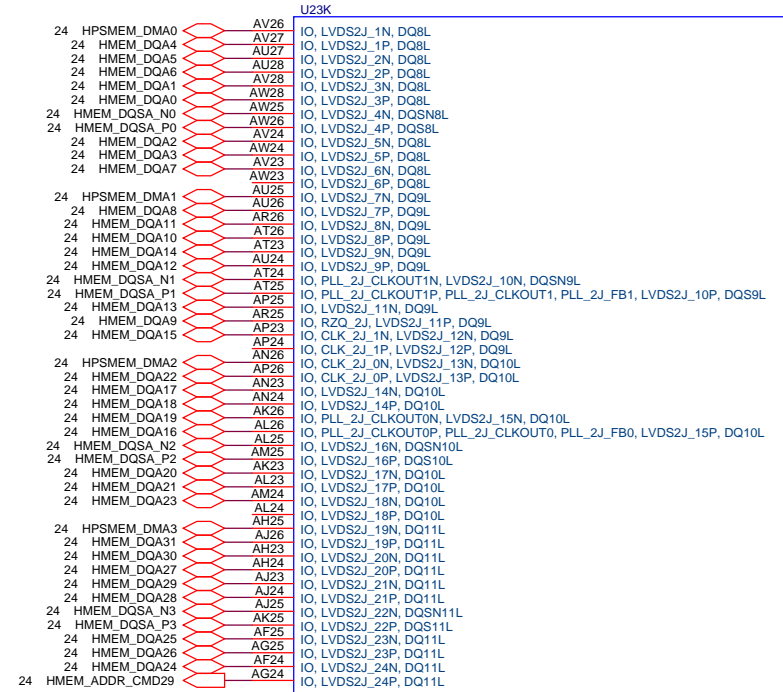 U23K
24 HPSMEM_DMA0 AV26 IO, LVDS2J_1N, DQ8L
24 HMEM_DQA4 AV27 IO, LVDS2J_1P, DQ8L
24 HMEM_DQA5 AU27 IO, LVDS2J_2N, DQ8L
24 HMEM_DQA6 AU28 IO, LVDS2J_2P, DQ8L
24 HMEM_DQA1 AV28 IO, LVDS2J_3N, DQ8L
24 HMEM_DQA0 AW28 IO, LVDS2J_3P, DQ8L
24 HMEM_DQSA_N0 AW25 IO, LVDS2J_4N, DQSN8L
24 HMEM_DQSA_P0 AW26 IO, LVDS2J_4P, DQS8L
24 HMEM_DQA2 AV24 IO, LVDS2J_5N, DQ8L
24 HMEM_DQA3 AW24 IO, LVDS2J_5P, DQ8L
24 HMEM_DQA7 AV23 IO, LVDS2J_6N, DQ8L
AW23 IO, LVDS2J_6P, DQ8L
24 HPSMEM_DMA1 AU25 IO, LVDS2J_7N, DQ9L
24 HMEM_DQA8 AU26 IO, LVDS2J_7P, DQ9L
24 HMEM_DQA11 AR26 IO, LVDS2J_8N, DQ9L
24 HMEM_DQA10 AT26 IO, LVDS2J_8P, DQ9L
24 HMEM_DQA14 AT23 IO, LVDS2J_9N, DQ9L
24 HMEM_DQA12 AU24 IO, LVDS2J_9P, DQ9L
24 HMEM_DQSA_N1 AT24 IO, PLL_2J_CLKOUT1N, LVDS2J_10N, DQSN9L
24 HMEM_DQSA_P1 AT25 IO, PLL_2J_CLKOUT1P, PLL_2J_CLKOUT1, PLL_2J_FB1, LVDS2J_10P, DQS9L
24 HMEM_DQA13 AP25 IO, LVDS2J_11N, DQ9L
24 HMEM_DQA9 AR25 IO, RZQ_2J, LVDS2J_11P, DQ9L
24 HMEM_DQA15 AP23 IO, CLK_2J_1N, LVDS2J_12N, DQ9L
AP24 IO, CLK_2J_1P, LVDS2J_12P, DQ9L
24 HPSMEM_DMA2 AN26 IO, CLK_2J_0N, LVDS2J_13N, DQ10L
24 HMEM_DQA22 AP26 IO, CLK_2J_0P, LVDS2J_13P, DQ10L
24 HMEM_DQA17 AN23 IO, LVDS2J_14N, DQ10L
24 HMEM_DQA18 AN24 IO, LVDS2J_14P, DQ10L
24 HMEM_DQA19 AK26 IO, PLL_2J_CLKOUT0N, LVDS2J_15N, DQ10L
24 HMEM_DQA16 AL26 IO, PLL_2J_CLKOUT0P, PLL_2J_CLKOUT0, PLL_2J_FB0, LVDS2J_15P, DQ10L
24 HMEM_DQSA_N2 AL25 IO, LVDS2J_16N, DQSN10L
24 HMEM_DQSA_P2 AM25 IO, LVDS2J_16P, DQS10L
24 HMEM_DQA20 AK23 IO, LVDS2J_17N, DQ10L
24 HMEM_DQA21 AL23 IO, LVDS2J_17P, DQ10L
24 HMEM_DQA23 AM24 IO, LVDS2J_18N, DQ10L
AL24 IO, LVDS2J_18P, DQ10L
24 HPSMEM_DMA3 AH25 IO, LVDS2J_19N, DQ11L
24 HMEM_DQA31 AJ26 IO, LVDS2J_19P, DQ11L
24 HMEM_DQA30 AH23 IO, LVDS2J_20N, DQ11L
24 HMEM_DQA27 AH24 IO, LVDS2J_20P, DQ11L
24 HMEM_DQA29 AJ23 IO, LVDS2J_21N, DQ11L
24 HMEM_DQA28 AJ24 IO, LVDS2J_21P, DQ11L
24 HMEM_DQSA_N3 AJ25 IO, LVDS2J_22N, DQSN11L
24 HMEM_DQSA_P3 AK25 IO, LVDS2J_22P, DQS11L
24 HMEM_DQA25 AF25 IO, LVDS2J_23N, DQ11L
24 HMEM_DQA26 AG25 IO, LVDS2J_23P, DQ11L
24 HMEM_DQA24 AF24 IO, LVDS2J_24N, DQ11L
24 HMEM_ADDR_CMD29 AG24 IO, LVDS2J_24P, DQ11L